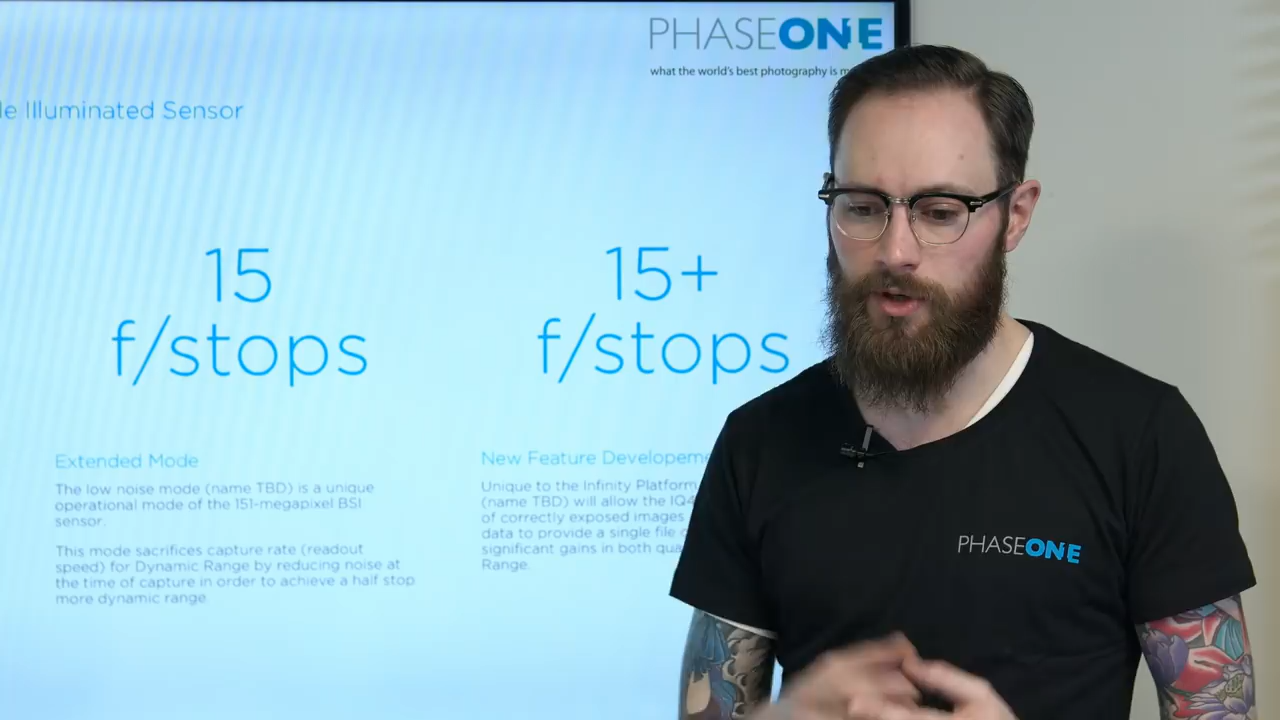 PHASEONE
what the world's best photography is
le Illuminated Sensor
15
f/stops
15+
f/stops
Extended Mode
The low noise mode (name TBD) is a unique
operational mode of the 151-megapixel BSI
sensor.
This mode sacrifices capture rate (readout
speed) for Dynamic Range by reducing noise at
the time of capture in order to achieve a half stop
more dynamic range.
New Feature Developeme
Unique to the Infinity Platform
(name TBD) will allow the IQ4
of correctly exposed images
data to provide a single file
significant gains in both qua
Range.
PHASEONE